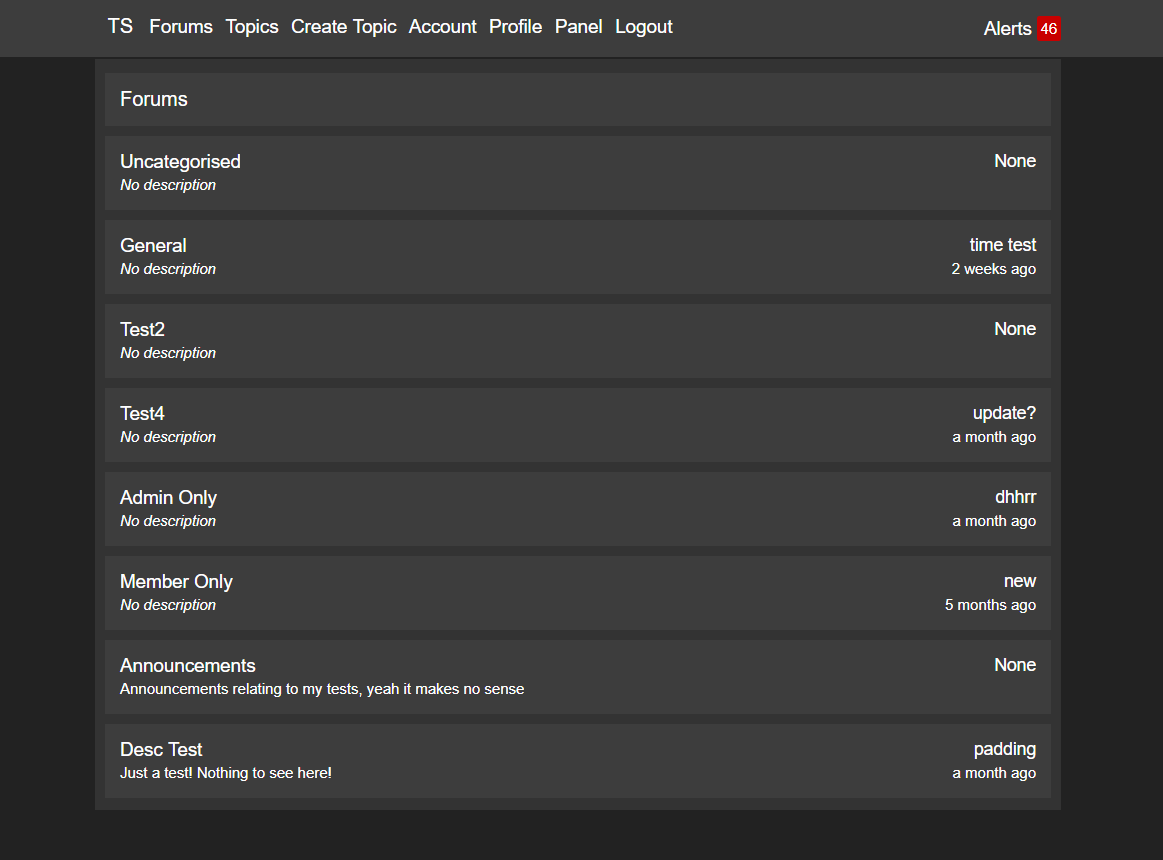 TS Forums Topics Create Topic Account Profile Panel Logout Alerts 46
Forums
Uncategorised None
No description
General time test
No description 2 weeks ago
Test2 None
No description
Test4 update?
No description a month ago
Admin Only dhhrr
No description a month ago
Member Only new
No description 5 months ago
Announcements None
Announcements relating to my tests, yeah it makes no sense
Desc Test padding
Just a test! Nothing to see here! a month ago